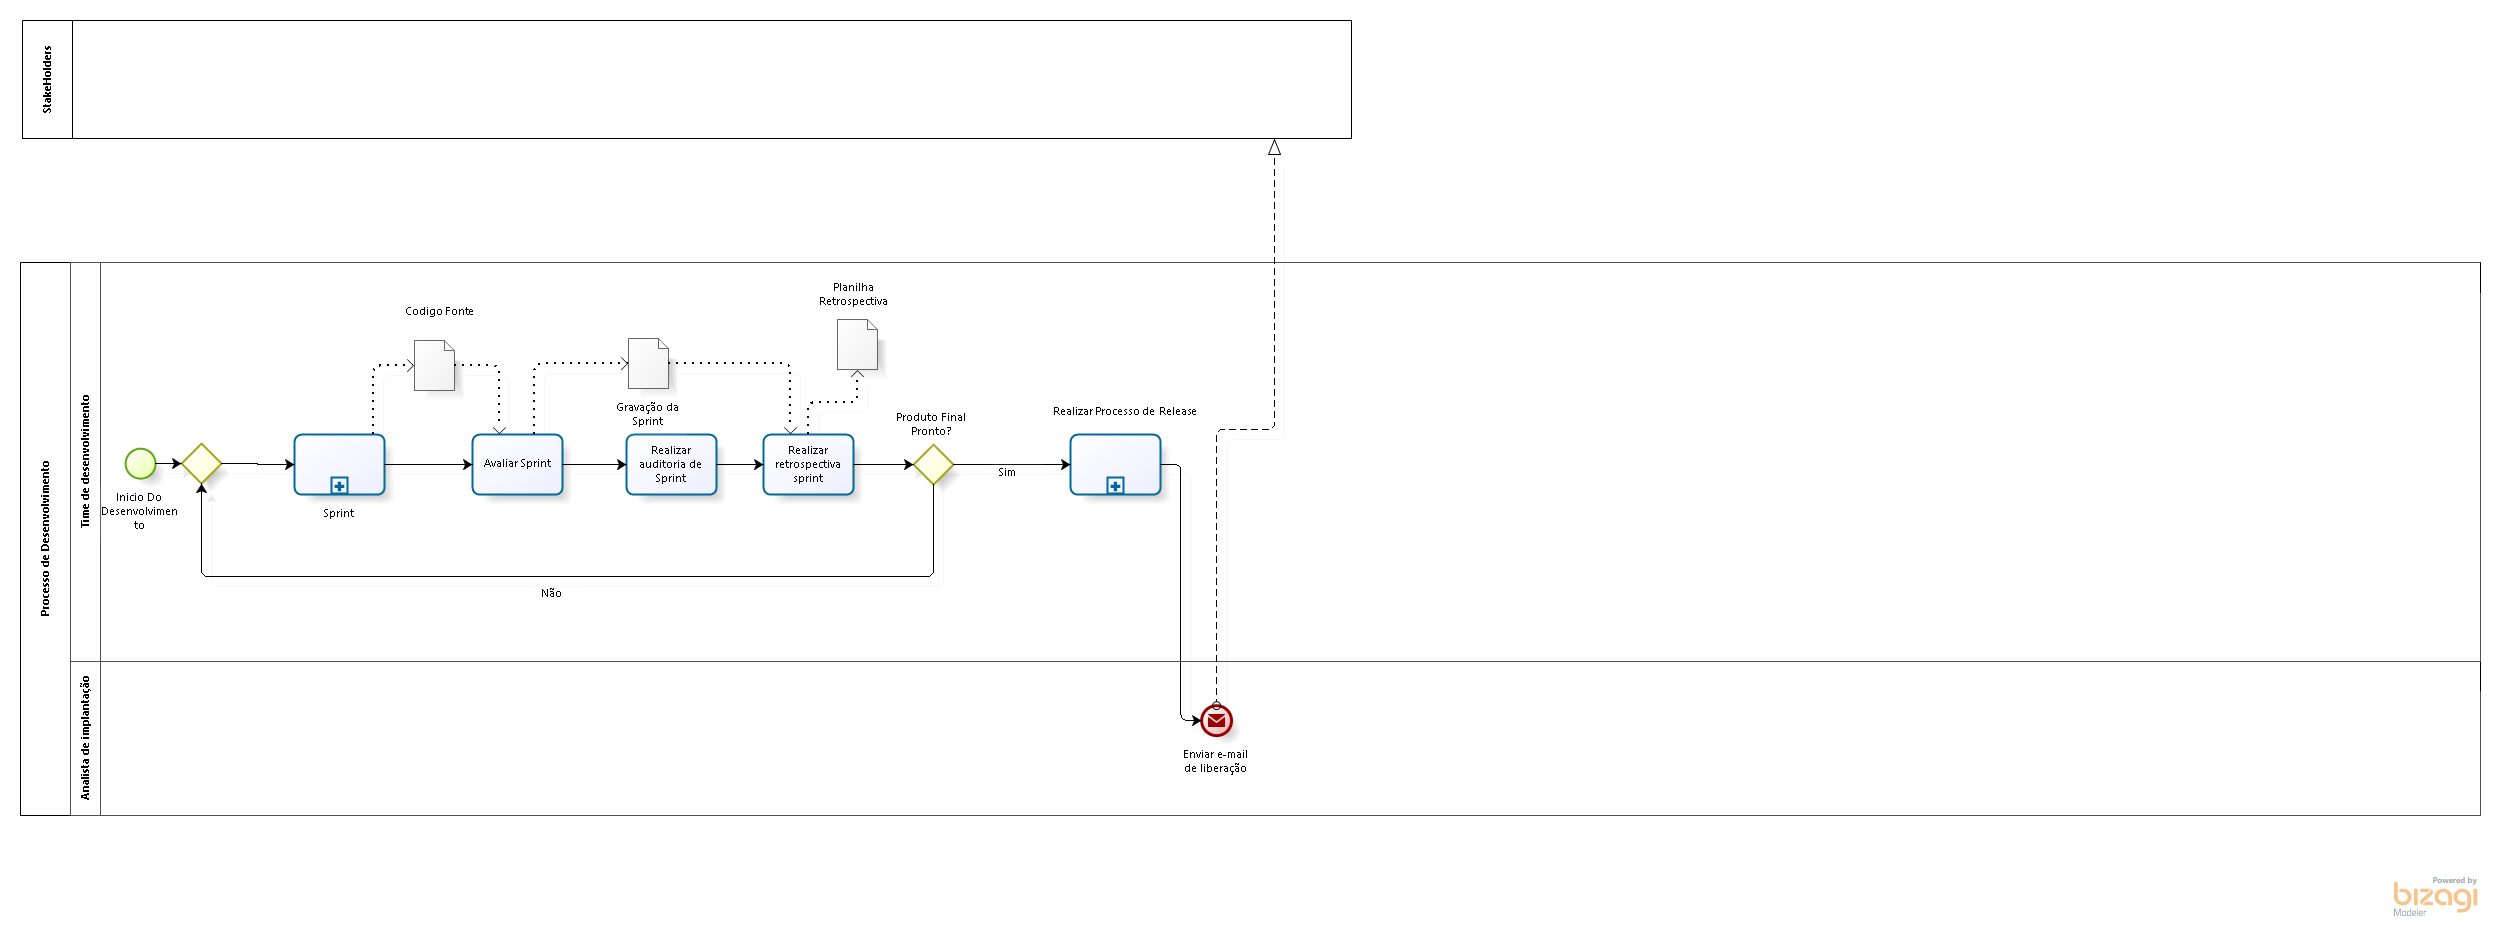 StakeHolders
Processo de Desenvolvimento
Time de desenvolvimento
Planilha
Retrospectiva
Codigo Fonte
Gravação da
Sprint
Produto Final
Pronto?
Realizar Processo de Release
Avaliar Sprint
Realizar
auditoria de
Sprint
Realizar
retrospectiva
sprint
Sim
Inicio Do
Desenvolvimen
to
Sprint
Não
Analista de implantação
Enviar e-mail
de liberação
Powered by
bizagi
Modeler